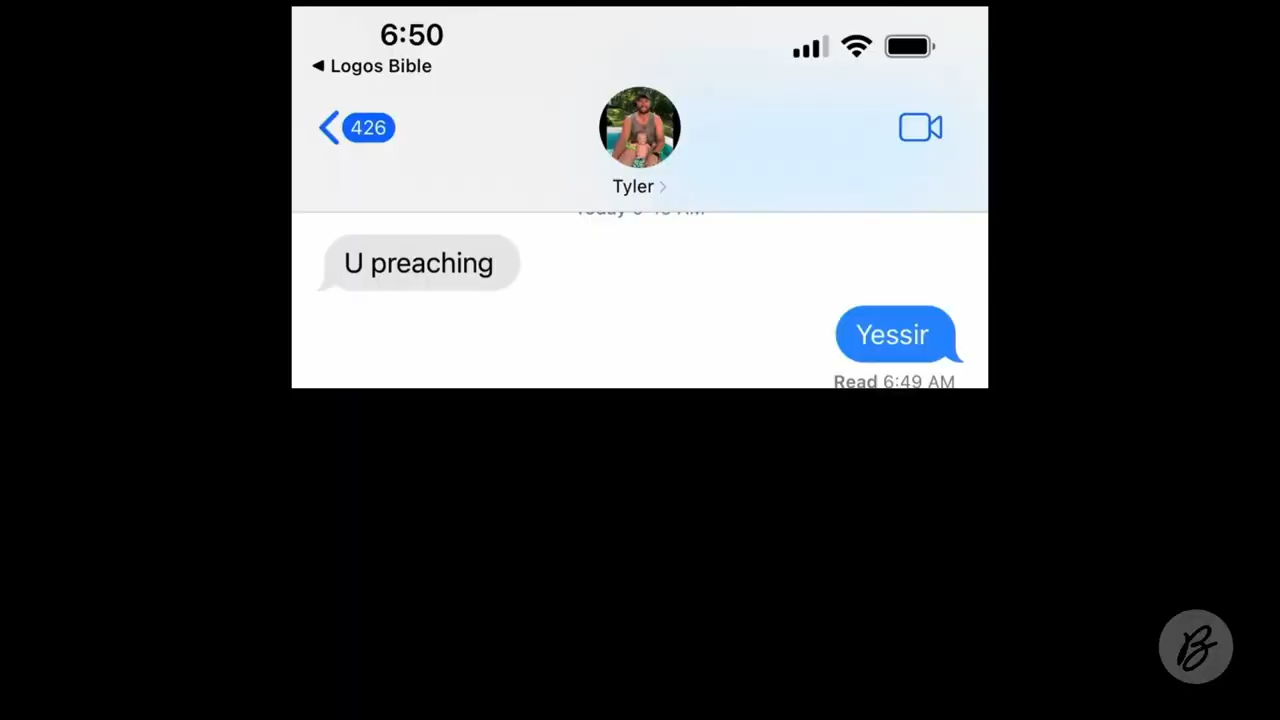 6:50
Logos Bible
426
Tyler
U preaching
Yessir
Read 6:49 AM